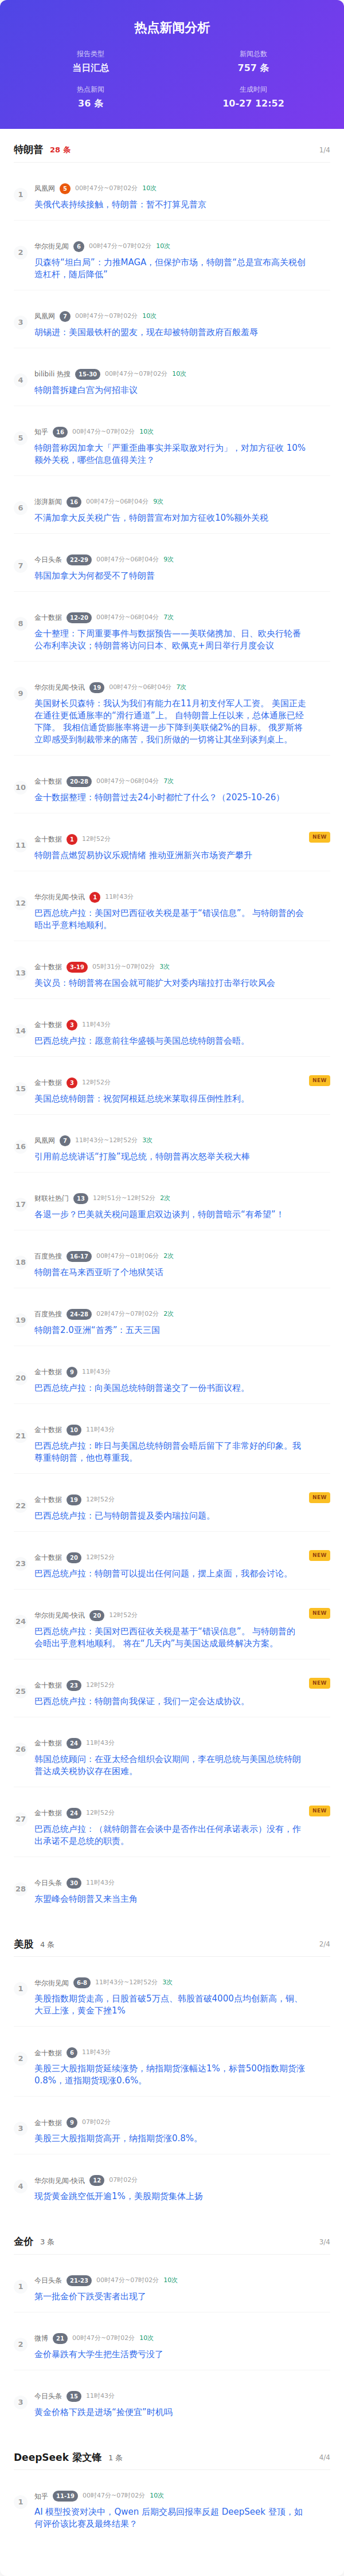 热点新闻分析
报告类型
新闻总数
当日汇总
757 条
热点新闻
生成时间
36 条
10-27 12:52
特朗普 28 条 1/4
1 凤凰网 5 00时47分~07时02分 10次
美俄代表持续接触，特朗普：暂不打算见普京
2 华尔街见闻 6 00时47分~07时02分 10次
贝森特“坦白局”：力推MAGA，但保护市场，特朗普“总是宣布高关税创
造杠杆，随后降低”
3 凤凰网 7 00时47分~07时02分 10次
胡锡进：美国最铁杆的盟友，现在却被特朗普政府百般羞辱
4 bilibili 热搜 15-30 00时47分~07时02分 10次
特朗普拆建白宫为何招非议
5 知乎 16 00时47分~07时02分 10次
特朗普称因加拿大「严重歪曲事实并采取敌对行为」，对加方征收 10%
额外关税，哪些信息值得关注？
6 澎湃新闻 16 00时47分~06时04分 9次
不满加拿大反关税广告，特朗普宣布对加方征收10%额外关税
7 今日头条 22-29 00时47分~06时04分 9次
韩国加拿大为何都受不了特朗普
8 金十数据 12-20 00时47分~06时04分 7次
金十整理：下周重要事件与数据预告——美联储携加、日、欧央行轮番
公布利率决议；特朗普将访问日本、欧佩克+周日举行月度会议
9 华尔街见闻-快讯 19 00时47分~06时04分 7次
美国财长贝森特：我认为我们有能力在11月初支付军人工资。 美国正走
在通往更低通胀率的“滑行通道”上。 自特朗普上任以来，总体通胀已经
下降。 我相信通货膨胀率将进一步下降到美联储2%的目标。 俄罗斯将
立即感受到制裁带来的痛苦，我们所做的一切将让其坐到谈判桌上。
10 金十数据 20-28 00时47分~06时04分 7次
金十数据整理：特朗普过去24小时都忙了什么？（2025-10-26）
11 金十数据 1 12时52分 NEW
特朗普点燃贸易协议乐观情绪 推动亚洲新兴市场资产攀升
12 华尔街见闻-快讯 1 11时43分
巴西总统卢拉：美国对巴西征收关税是基于“错误信息”。 与特朗普的会
晤出乎意料地顺利。
13 金十数据 3-19 05时31分~07时02分 3次
美议员：特朗普将在国会就可能扩大对委内瑞拉打击举行吹风会
14 金十数据 3 11时43分
巴西总统卢拉：愿意前往华盛顿与美国总统特朗普会晤。
15 金十数据 3 12时52分 NEW
美国总统特朗普：祝贺阿根廷总统米莱取得压倒性胜利。
16 凤凰网 7 11时43分~12时52分 3次
引用前总统讲话“打脸”现总统，特朗普再次怒举关税大棒
17 财联社热门 13 12时51分~12时52分 2次
各退一步？巴美就关税问题重启双边谈判，特朗普暗示“有希望”！
18 百度热搜 16-17 00时47分~01时06分 2次
特朗普在马来西亚听了个地狱笑话
19 百度热搜 24-28 02时47分~07时02分 2次
特朗普2.0亚洲“首秀”：五天三国
20 金十数据 9 11时43分
巴西总统卢拉：向美国总统特朗普递交了一份书面议程。
21 金十数据 10 11时43分
巴西总统卢拉：昨日与美国总统特朗普会晤后留下了非常好的印象。我
尊重特朗普，他也尊重我。
22 金十数据 19 12时52分 NEW
巴西总统卢拉：已与特朗普提及委内瑞拉问题。
23 金十数据 20 12时52分 NEW
巴西总统卢拉：特朗普可以提出任何问题，摆上桌面，我都会讨论。
24 华尔街见闻-快讯 20 12时52分 NEW
巴西总统卢拉：美国对巴西征收关税是基于“错误信息”。 与特朗普的
会晤出乎意料地顺利。 将在“几天内”与美国达成最终解决方案。
25 金十数据 23 12时52分 NEW
巴西总统卢拉：特朗普向我保证，我们一定会达成协议。
26 金十数据 24 11时43分
韩国总统顾问：在亚太经合组织会议期间，李在明总统与美国总统特朗
普达成关税协议存在困难。
27 金十数据 24 12时52分 NEW
巴西总统卢拉：（就特朗普在会谈中是否作出任何承诺表示）没有，作
出承诺不是总统的职责。
28 今日头条 30 11时43分
东盟峰会特朗普又来当主角
美股 4 条 2/4
1 华尔街见闻 6-8 11时43分~12时52分 3次
美股指数期货走高，日股首破5万点、韩股首破4000点均创新高，铜、
大豆上涨，黄金下挫1%
2 金十数据 6 11时43分
美股三大股指期货延续涨势，纳指期货涨幅达1%，标普500指数期货涨
0.8%，道指期货现涨0.6%。
3 金十数据 9 07时02分
美股三大股指期货高开，纳指期货涨0.8%。
4 华尔街见闻-快讯 12 07时02分
现货黄金跳空低开逾1%，美股期货集体上扬
金价 3 条 3/4
1 今日头条 21-23 00时47分~07时02分 10次
第一批金价下跌受害者出现了
2 微博 21 00时47分~07时02分 10次
金价暴跌有大学生把生活费亏没了
3 今日头条 15 11时43分
黄金价格下跌是进场“捡便宜”时机吗
DeepSeek 梁文锋 1 条 4/4
1 知乎 11-19 00时47分~07时02分 10次
AI 模型投资对决中，Qwen 后期交易回报率反超 DeepSeek 登顶，如
何评价该比赛及最终结果？